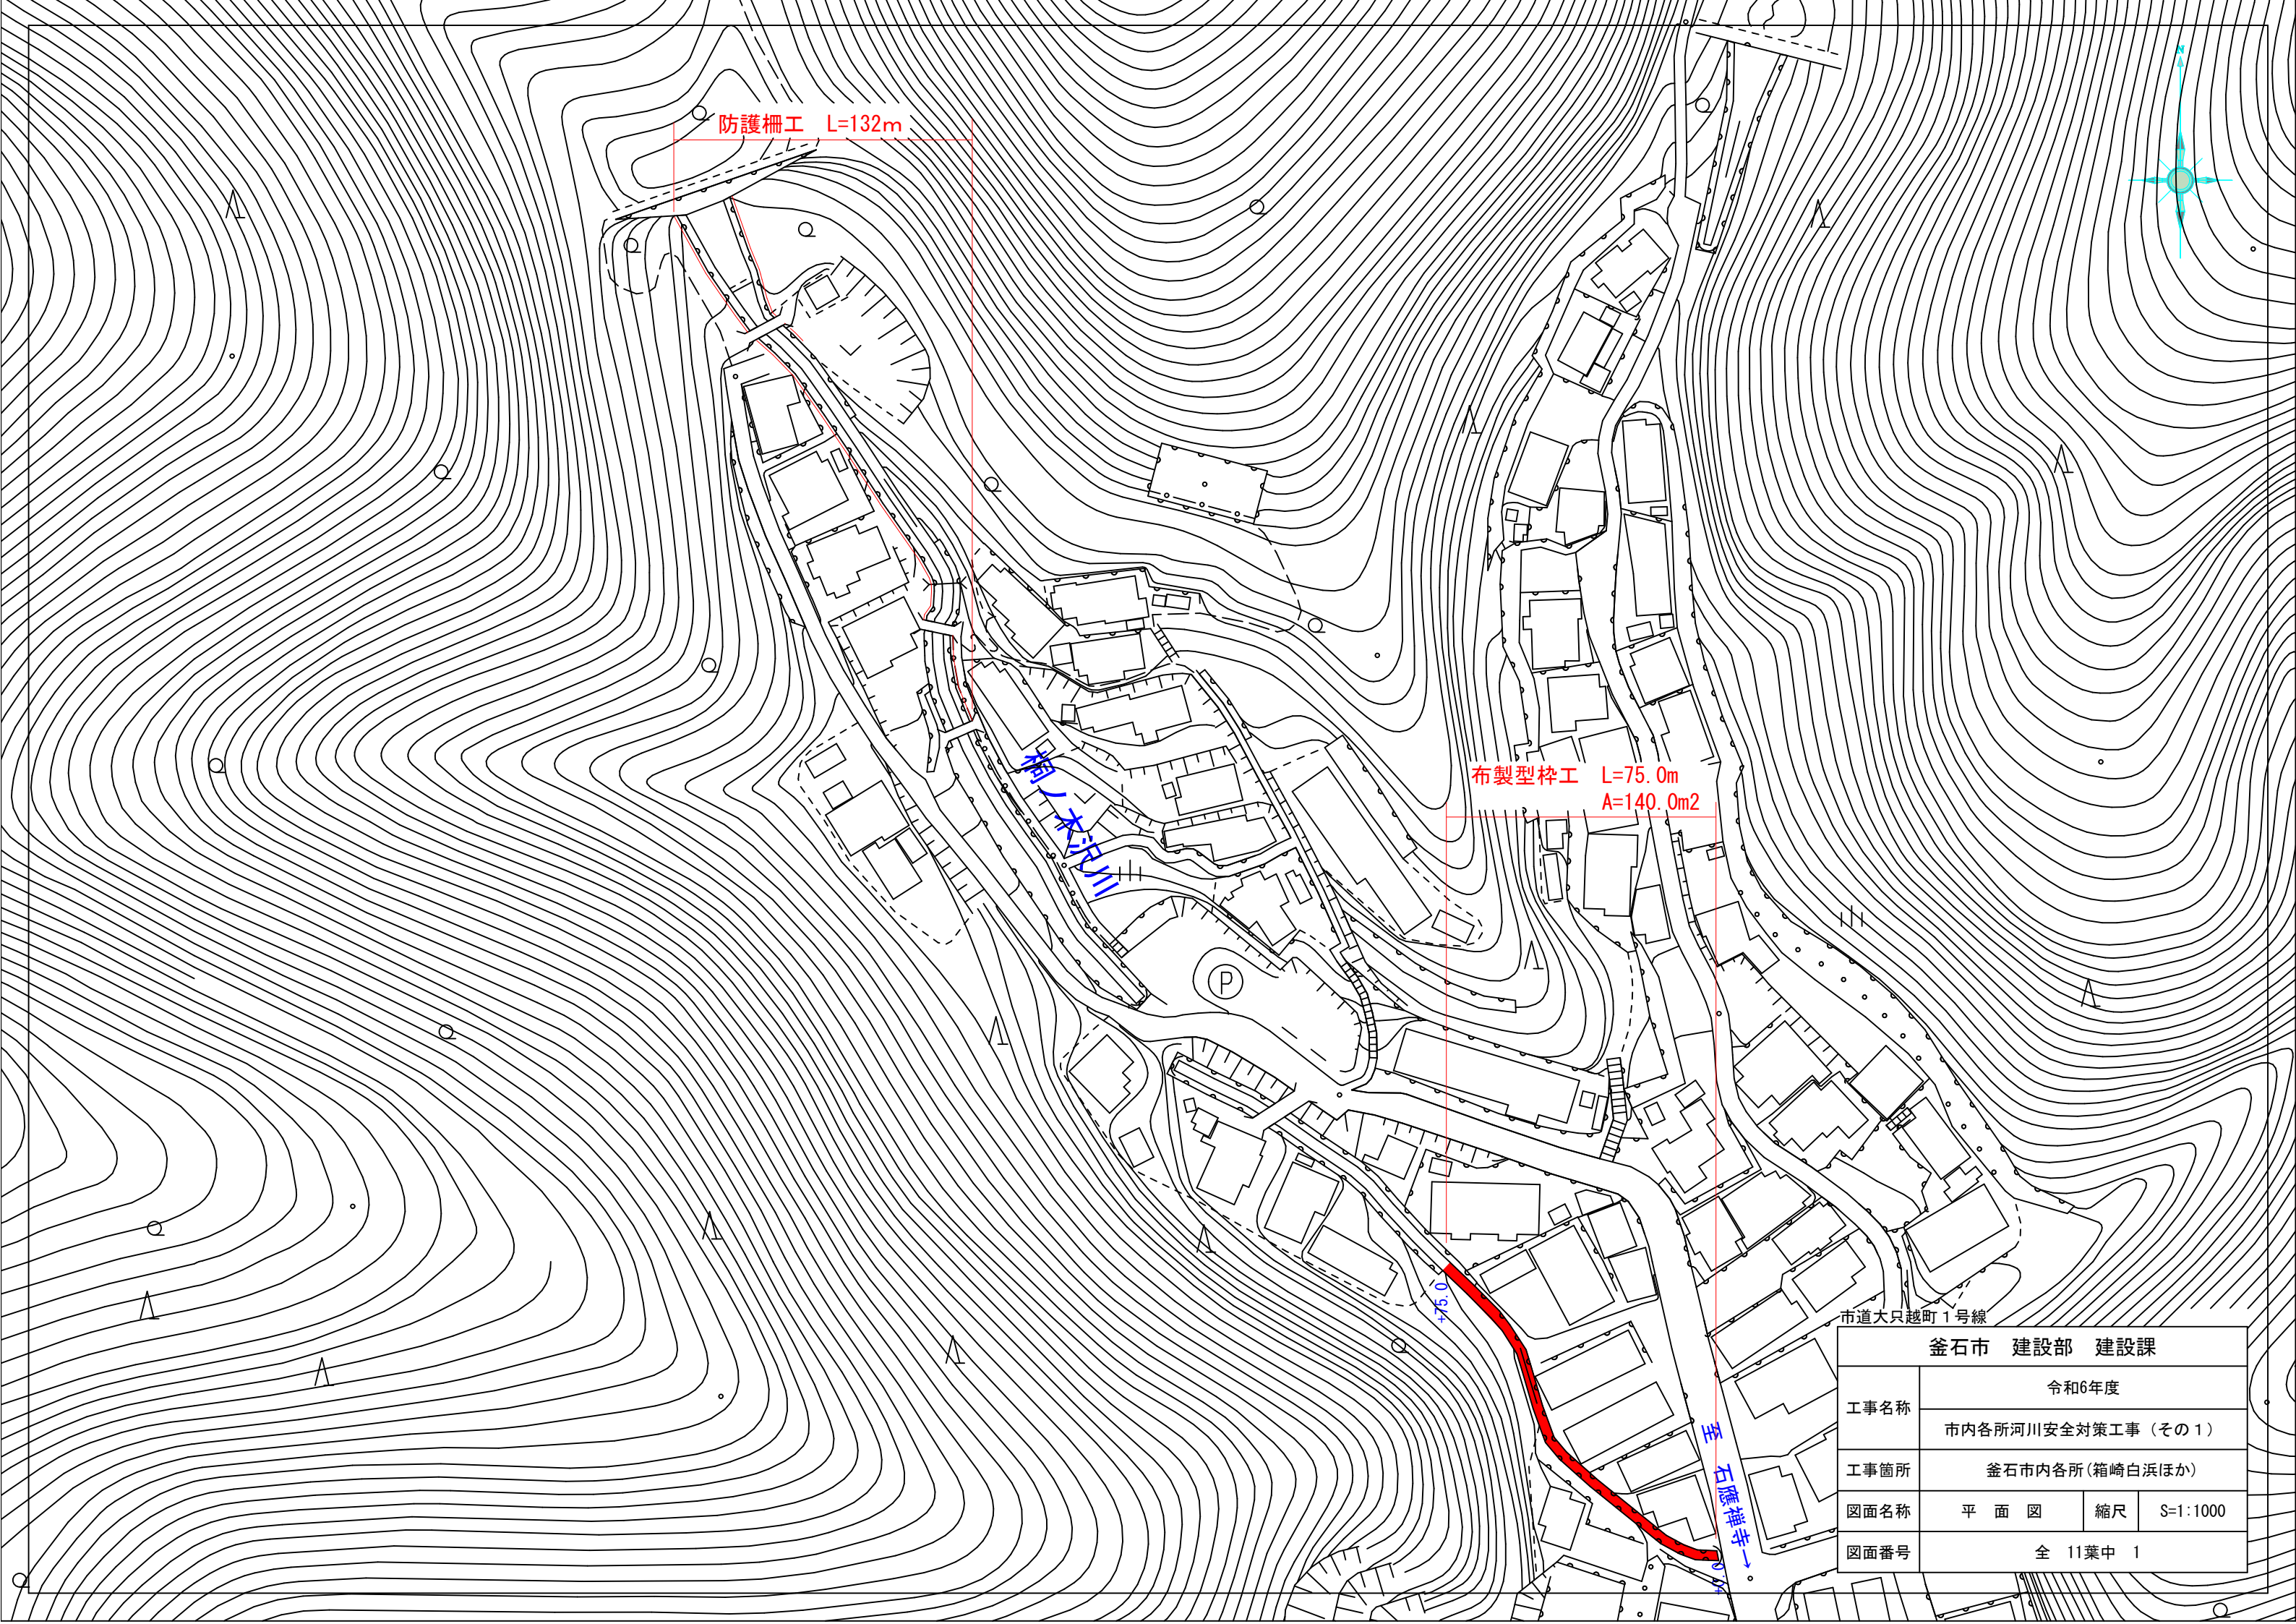 N
防護柵工　L=132m
布製型枠工　L=75.0m
A=140.0m2
桐ノ木沢川
P
+75.0
至　石應禅寺→
+0.0
市道大只越町１号線
釜石市　建設部　建設課
工事名称
令和6年度
市内各所河川安全対策工事（その１）
工事箇所　釜石市内各所(箱崎白浜ほか)
図面名称　平　面　図　縮尺　S=1:1000
図面番号　全　11葉中　1